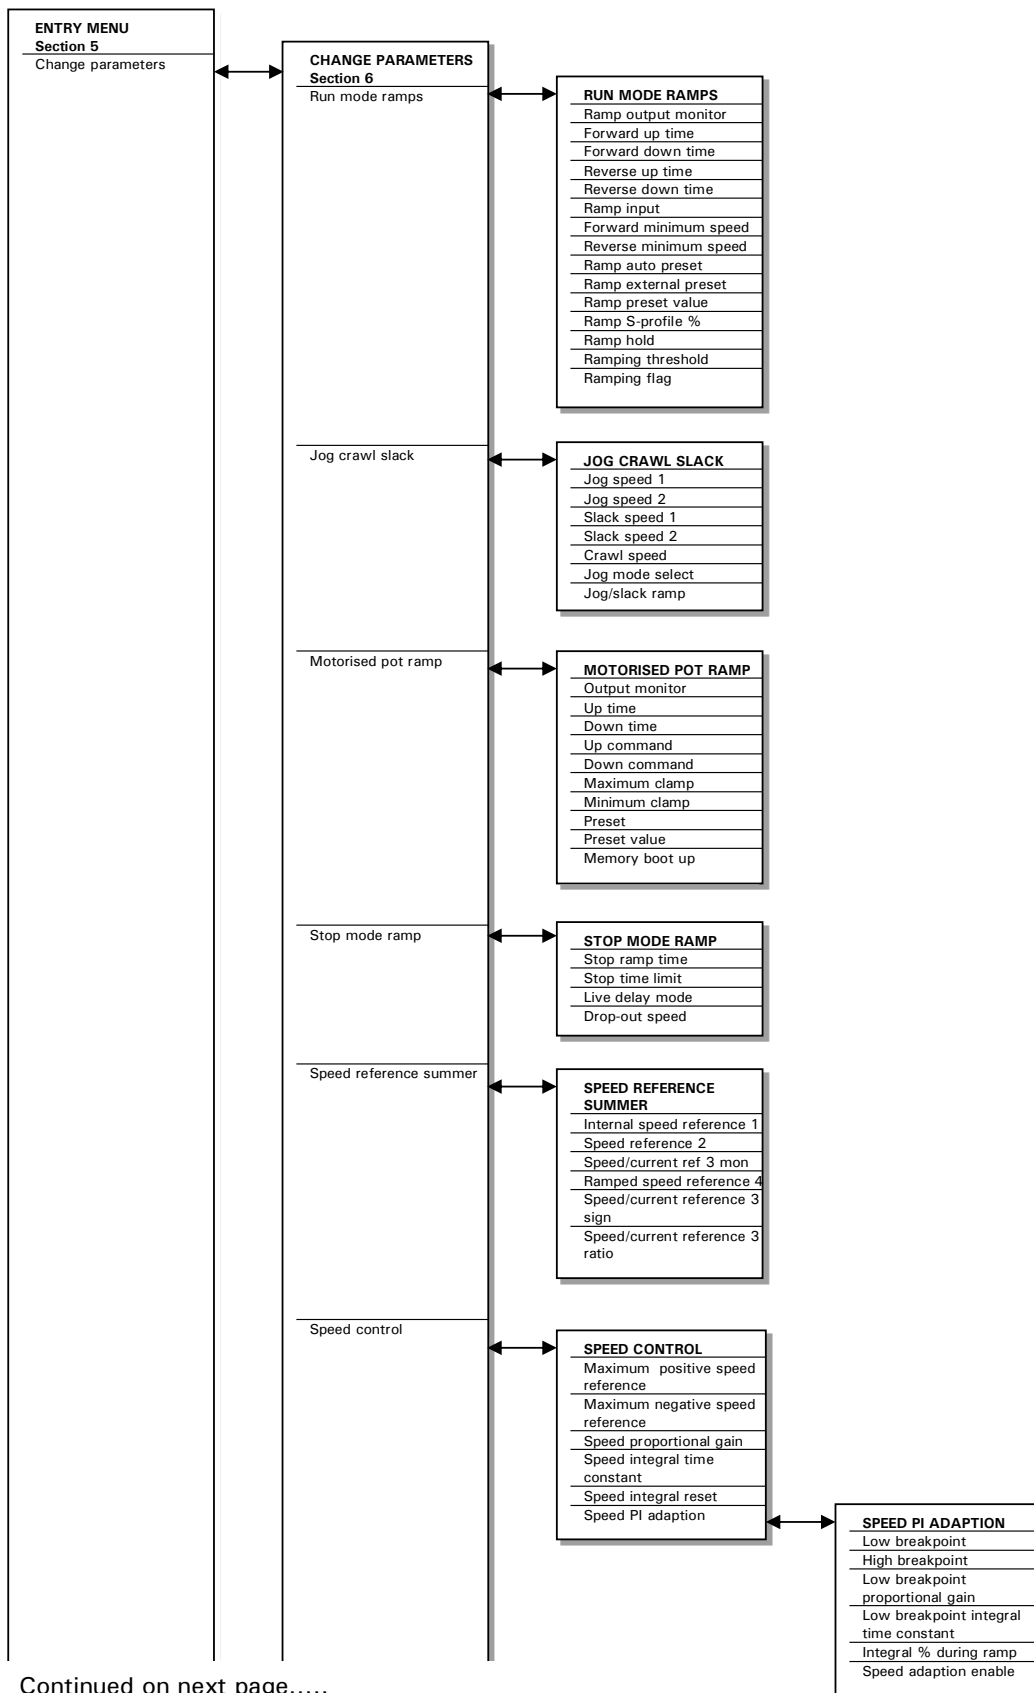 ENTRY MENU
Section 5
Change parameters
CHANGE PARAMETERS
Section 6
Run mode ramps
RUN MODE RAMPS
Ramp output monitor
Forward up time
Forward down time
Reverse up time
Reverse down time
Ramp input
Forward minimum speed
Reverse minimum speed
Ramp auto preset
Ramp external preset
Ramp preset value
Ramp S-profile %
Ramp hold
Ramping threshold
Ramping flag
Jog crawl slack
JOG CRAWL SLACK
Jog speed 1
Jog speed 2
Slack speed 1
Slack speed 2
Crawl speed
Jog mode select
Jog/slack ramp
Motorised pot ramp
MOTORISED POT RAMP
Output monitor
Up time
Down time
Up command
Down command
Maximum clamp
Minimum clamp
Preset
Preset value
Memory boot up
Stop mode ramp
STOP MODE RAMP
Stop ramp time
Stop time limit
Live delay mode
Drop-out speed
Speed reference summer
SPEED REFERENCE
SUMMER
Internal speed reference 1
Speed reference 2
Speed/current ref 3 mon
Ramped speed reference 4
Speed/current reference 3
sign
Speed/current reference 3
ratio
Speed control
SPEED CONTROL
Maximum  positive speed
reference
Maximum negative speed
reference
Speed proportional gain
Speed integral time
constant
Speed integral reset
Speed PI adaption
SPEED PI ADAPTION
Low breakpoint
High breakpoint
Low breakpoint
proportional gain
Low breakpoint integral
time constant
Integral % during ramp
Speed adaption enable
Continued on next page.....